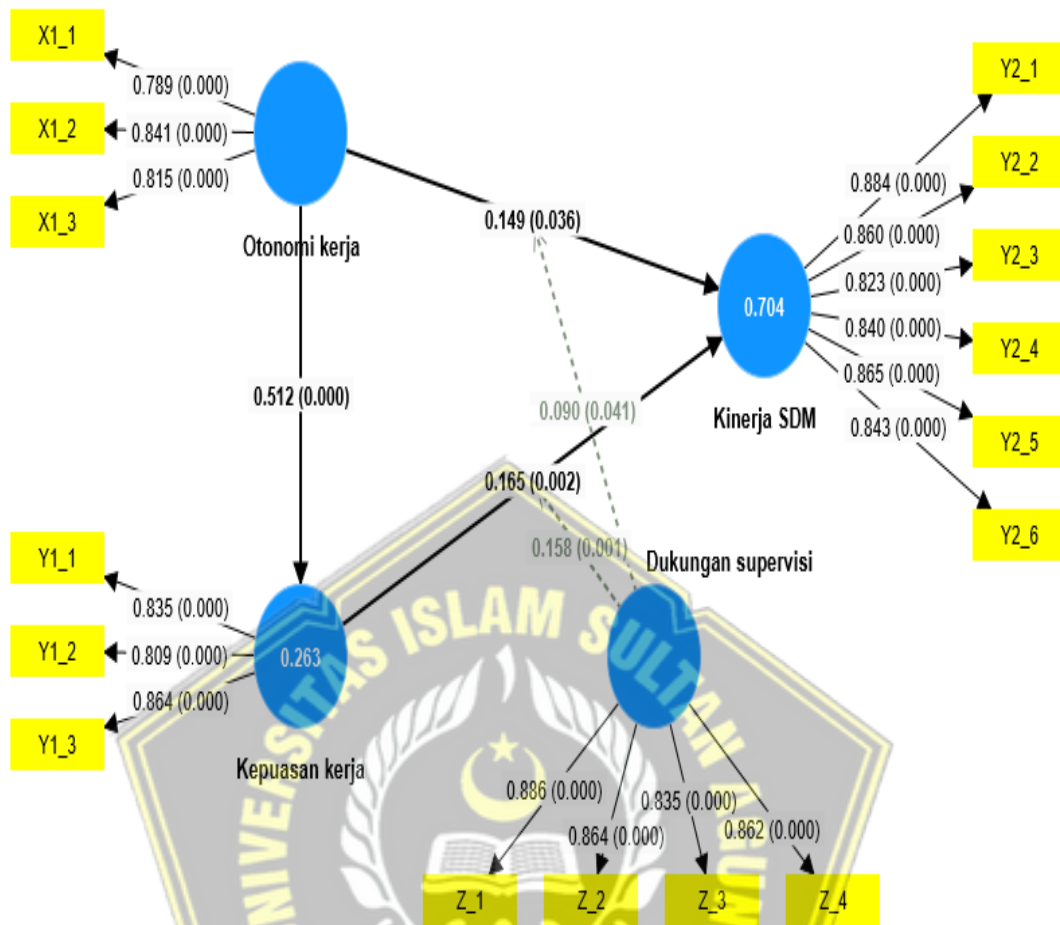 X1_1
0.789 (0.000)
X1_2
0.841 (0.000)
X1_3
0.815 (0.000)
Otonomi kerja
0.149 (0.036)
0.512 (0.000)
Y2_1
0.884 (0.000)
Y2_2
0.860 (0.000)
Y2_3
0.823 (0.000)
Y2_4
0.840 (0.000)
Y2_5
0.865 (0.000)
Y2_6
0.843 (0.000)
0.704
Kinerja SDM
0.090 (0.041)
0.165 (0.002)
0.158 (0.001)
Dukungan supervisi
Y1_1
0.835 (0.000)
Y1_2
0.809 (0.000)
Y1_3
0.864 (0.000)
0.263
Kepuasan kerja
0.886 (0.000)
0.864 (0.000)
0.835 (0.000)
0.862 (0.000)
Z_1
Z_2
Z_3
Z_4
UNIVERSITAS ISLAM SULTAN AGUN